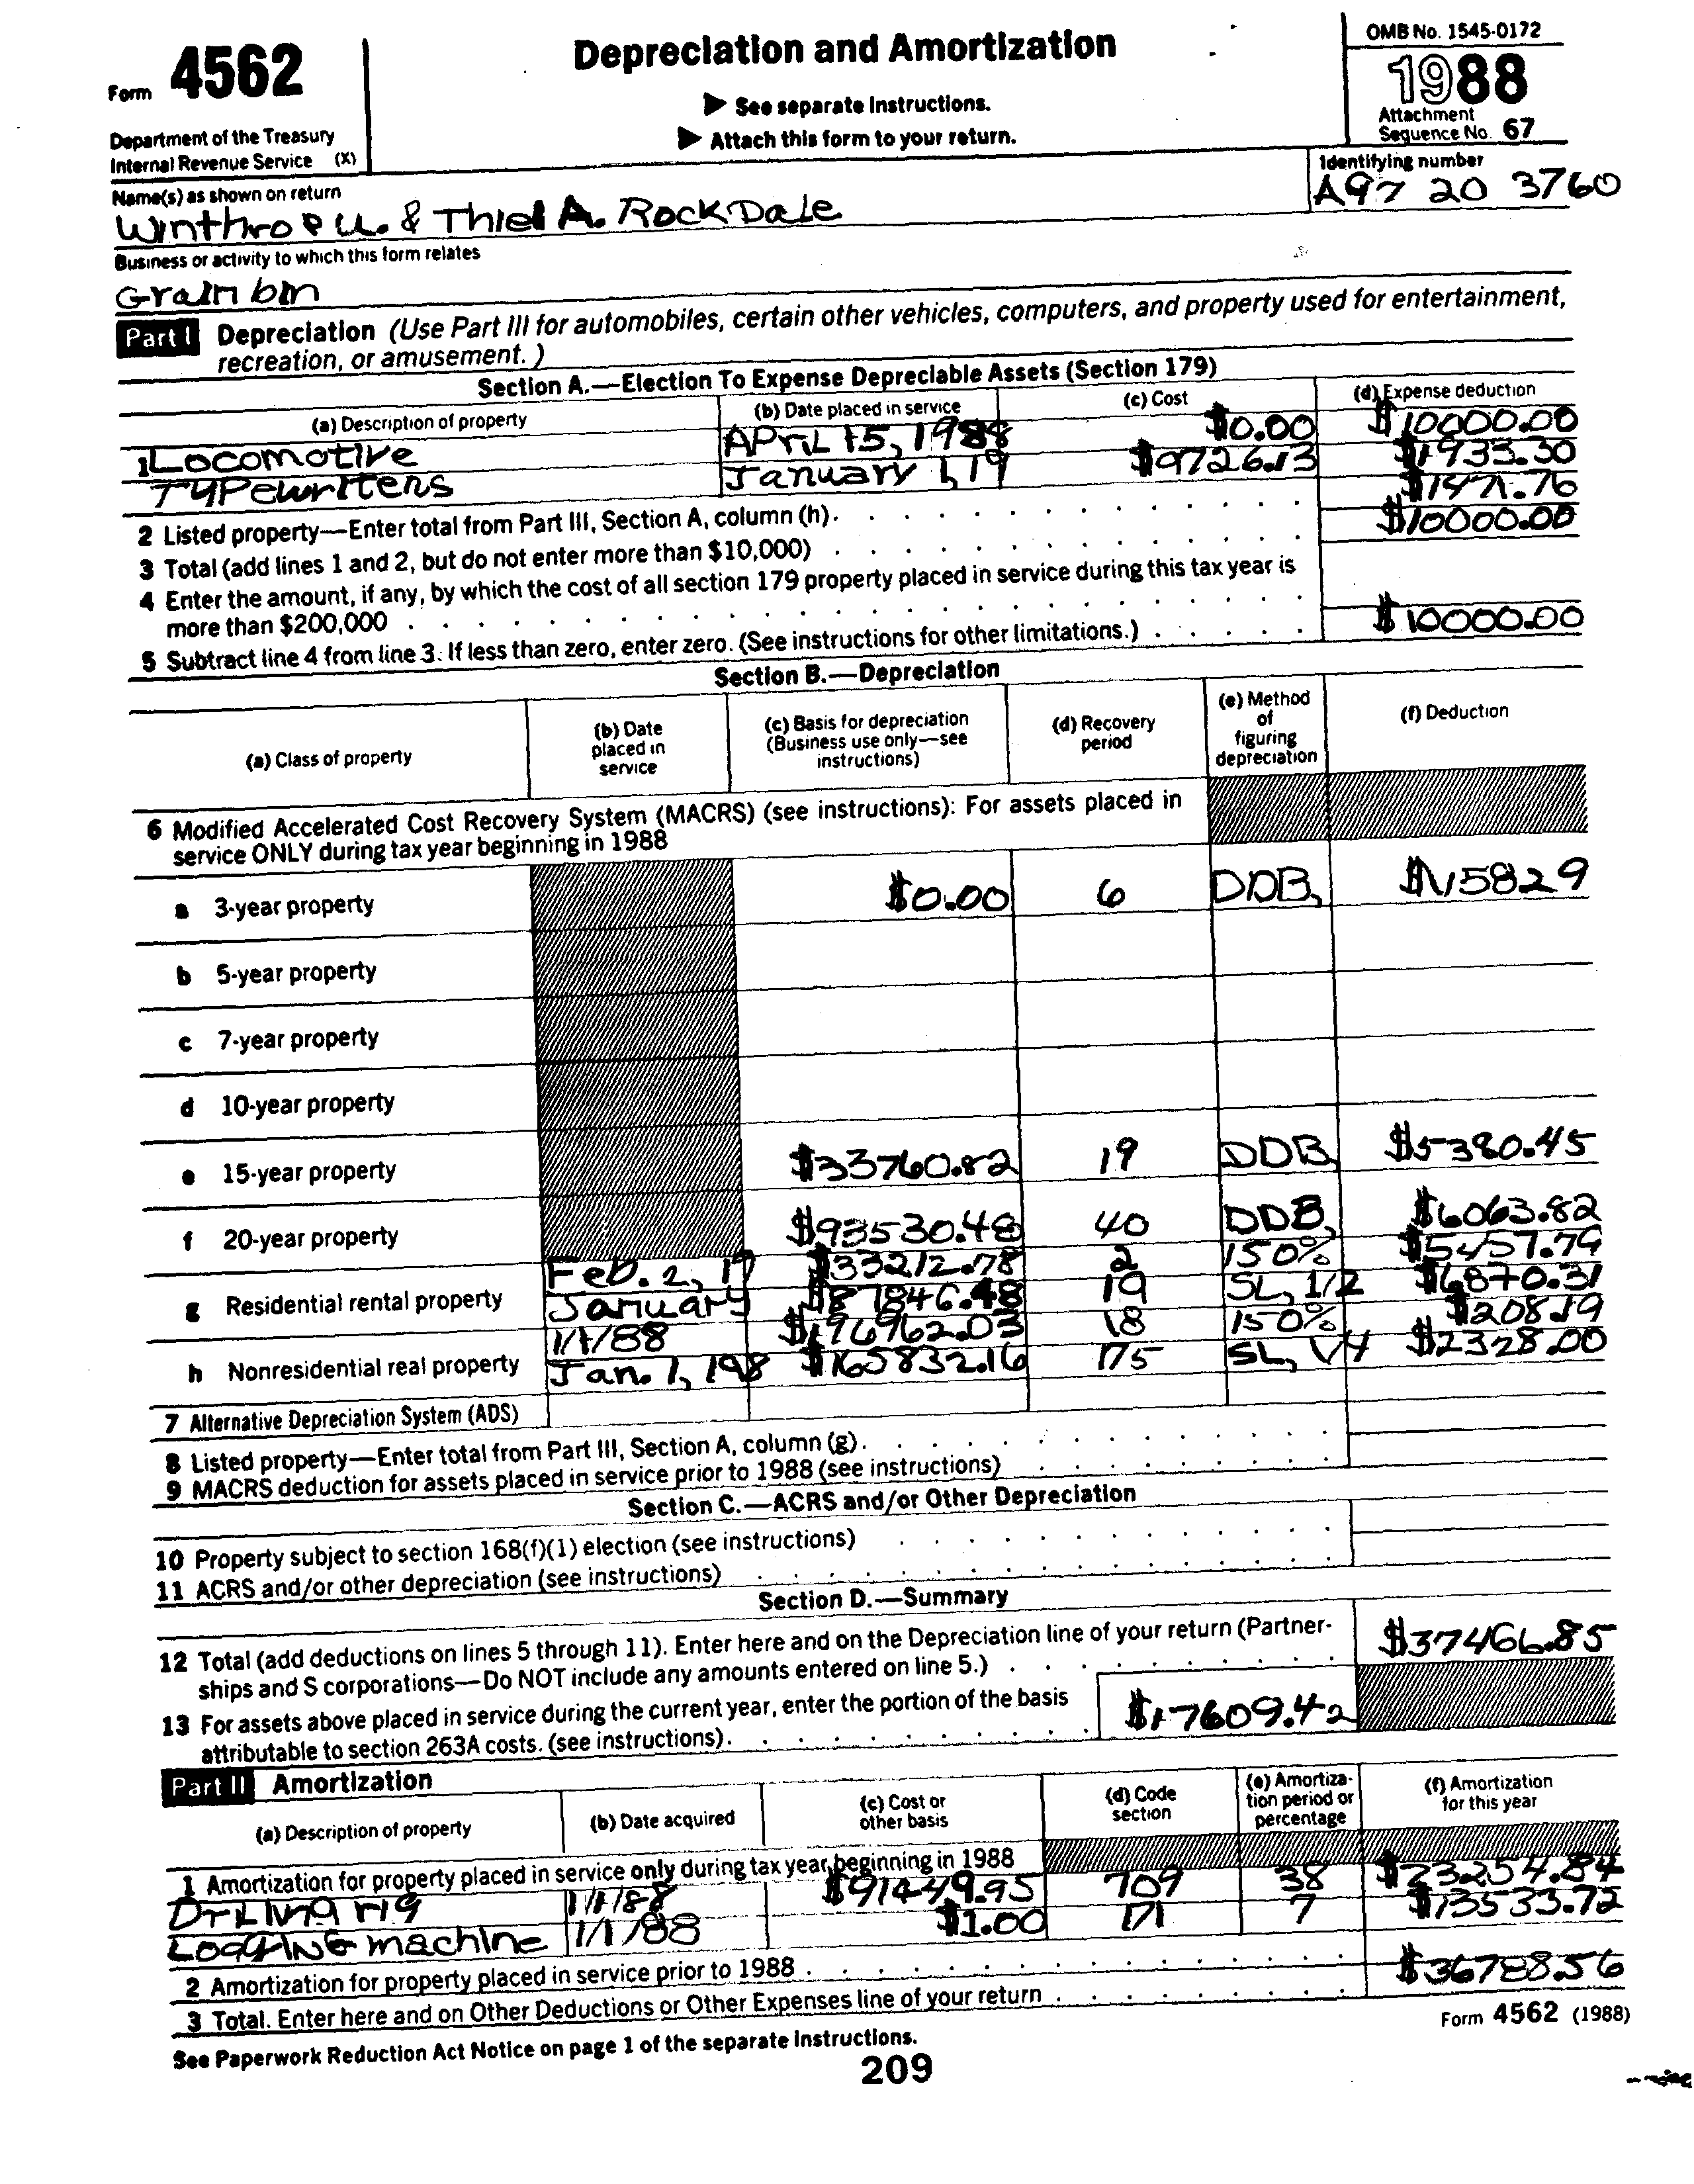 Form 4562
Department of the Treasury
Internal Revenue Service (X)
Depreciation and Amortization
▶ See separate instructions.
▶ Attach this form to your return.
OMB No. 1545-0172
1988
Attachment
Sequence No. 67
Name(s) as shown on return
Winthrop U. & Thiel A. RockDale
Identifying number
A97 20 3760
Business or activity to which this form relates
Grain bin
Part I Depreciation (Use Part III for automobiles, certain other vehicles, computers, and property used for entertainment,
recreation, or amusement.)
Section A.—Election To Expense Depreciable Assets (Section 179)
(a) Description of property (b) Date placed in service (c) Cost (d) Expense deduction
1 Locomotive APriL 15, 1988 $0.00 $10000.00
TYPewriters January 1, 19 $9726.13 $1933.30
2 Listed property—Enter total from Part III, Section A, column (h). $1471.76
3 Total (add lines 1 and 2, but do not enter more than $10,000) $10000.00
4 Enter the amount, if any, by which the cost of all section 179 property placed in service during this tax year is
more than $200,000
5 Subtract line 4 from line 3. If less than zero, enter zero. (See instructions for other limitations.) $10000.00
Section B.—Depreciation
(a) Class of property (b) Date placed in service (c) Basis for depreciation (Business use only—see instructions) (d) Recovery period (e) Method of figuring depreciation (f) Deduction
6 Modified Accelerated Cost Recovery System (MACRS) (see instructions): For assets placed in
service ONLY during tax year beginning in 1988
a 3-year property $0.00 6 DDB,
b 5-year property
c 7-year property
d 10-year property
e 15-year property $33760.82 19 DDB $5380.45
f 20-year property $93530.48 40 DDB, $6063.82
Feb. 2, 19 $33212.78 2 150% $5457.79
g Residential rental property January $87846.48 19 SL, 1/2 $6870.31
1/1/88 $196962.03 18 150% $1208.19
h Nonresidential real property Jan. 1, 198 $165832.16 175 SL, 1/4 $2328.00
7 Alternative Depreciation System (ADS)
8 Listed property—Enter total from Part III, Section A, column (g).
9 MACRS deduction for assets placed in service prior to 1988 (see instructions)
Section C.—ACRS and/or Other Depreciation
10 Property subject to section 168(f)(1) election (see instructions)
11 ACRS and/or other depreciation (see instructions)
Section D.—Summary
12 Total (add deductions on lines 5 through 11). Enter here and on the Depreciation line of your return (Partner-
ships and S corporations—Do NOT include any amounts entered on line 5.) $37466.85
13 For assets above placed in service during the current year, enter the portion of the basis
attributable to section 263A costs. (see instructions). $17609.42
Part II Amortization
(a) Description of property (b) Date acquired (c) Cost or other basis (d) Code section (e) Amortization period or percentage (f) Amortization for this year
1 Amortization for property placed in service only during tax year beginning in 1988
DriLLing rig 1/1/88 $91449.95 709 38 $23254.84
LoggING machine 1/1/88 $1.00 171 7 $13533.72
2 Amortization for property placed in service prior to 1988
3 Total. Enter here and on Other Deductions or Other Expenses line of your return $36788.56
See Paperwork Reduction Act Notice on page 1 of the separate instructions.
Form 4562 (1988)
209